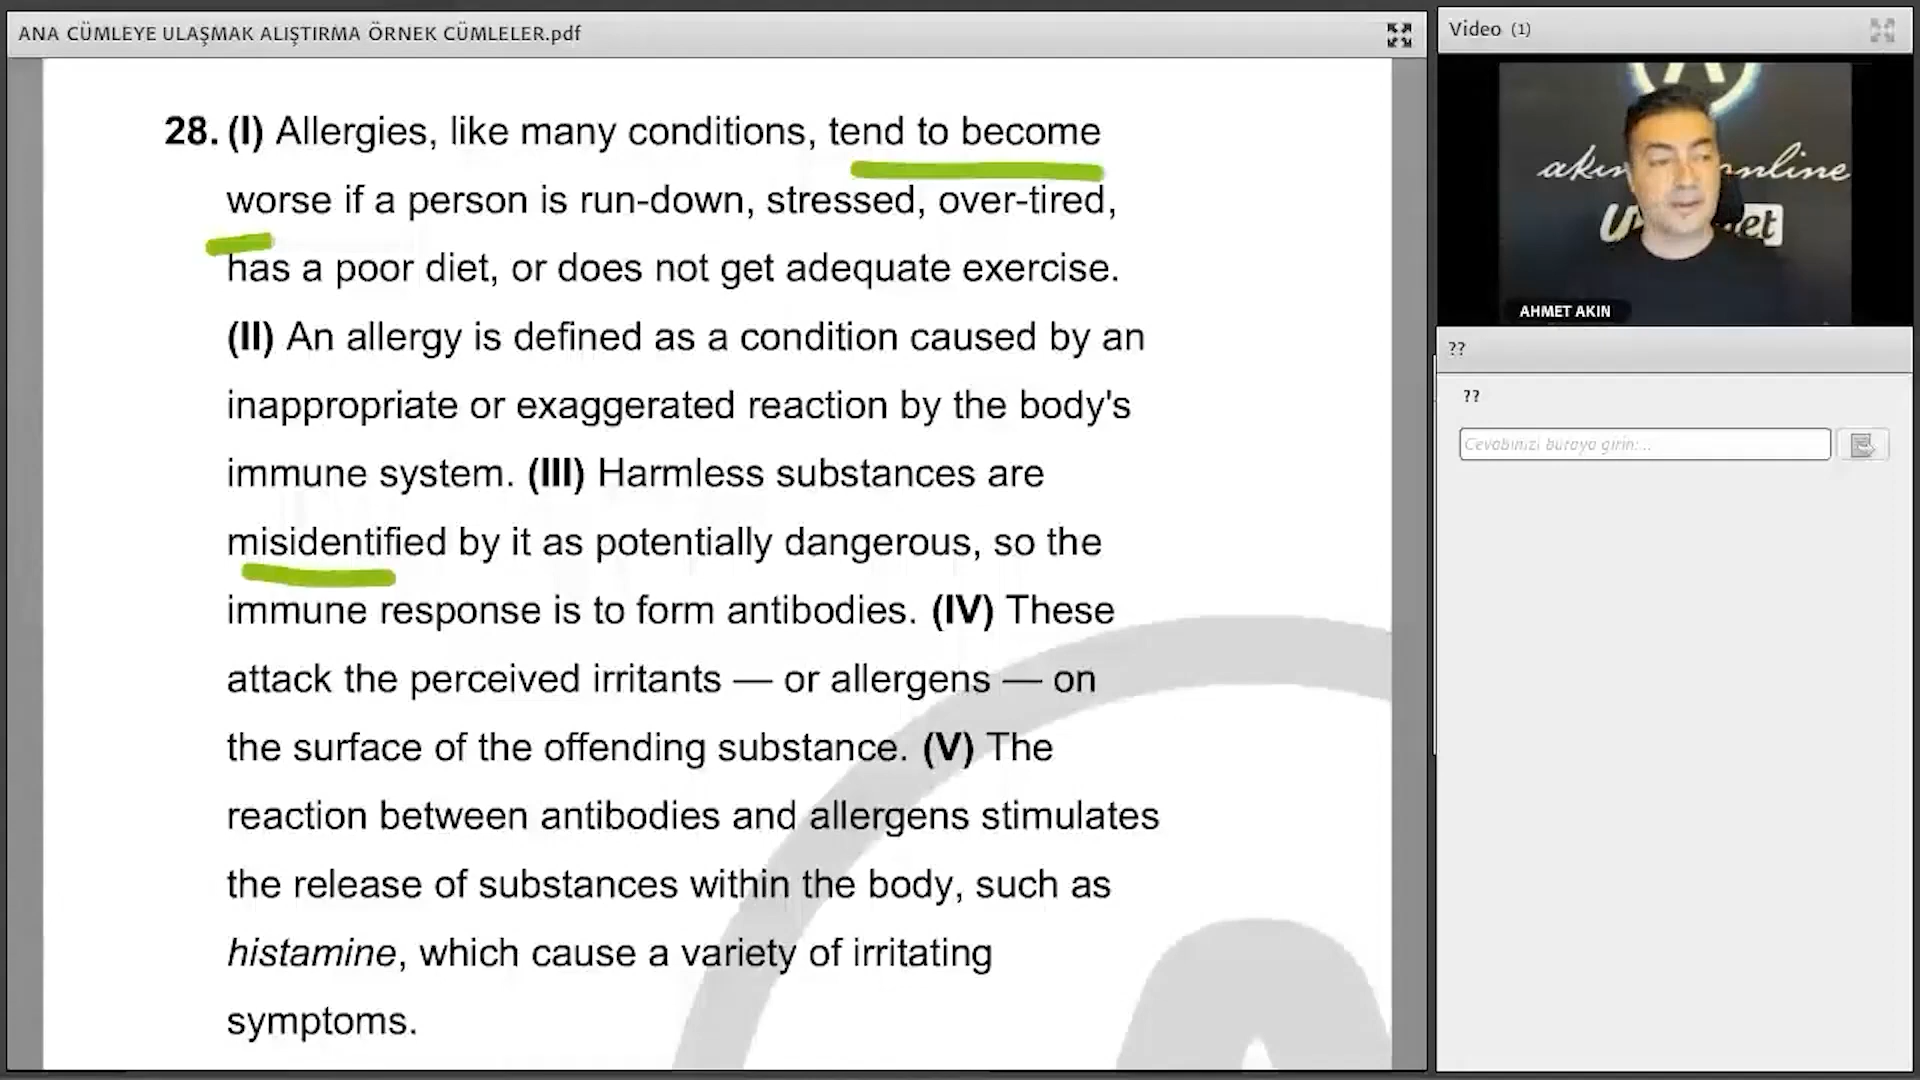 ANA CÜMLEYE ULAŞMAK ALIŞTIRMA ÖRNEK CÜMLELER.pdf
28. (I) Allergies, like many conditions, tend to become
worse if a person is run-down, stressed, over-tired,
has a poor diet, or does not get adequate exercise.
(II) An allergy is defined as a condition caused by an
inappropriate or exaggerated reaction by the body's
immune system. (III) Harmless substances are
misidentified by it as potentially dangerous, so the
immune response is to form antibodies. (IV) These
attack the perceived irritants — or allergens — on
the surface of the offending substance. (V) The
reaction between antibodies and allergens stimulates
the release of substances within the body, such as
histamine, which cause a variety of irritating
symptoms.
Video (1)
AHMET AKIN
??
??
Cevabınızı buraya girin:...